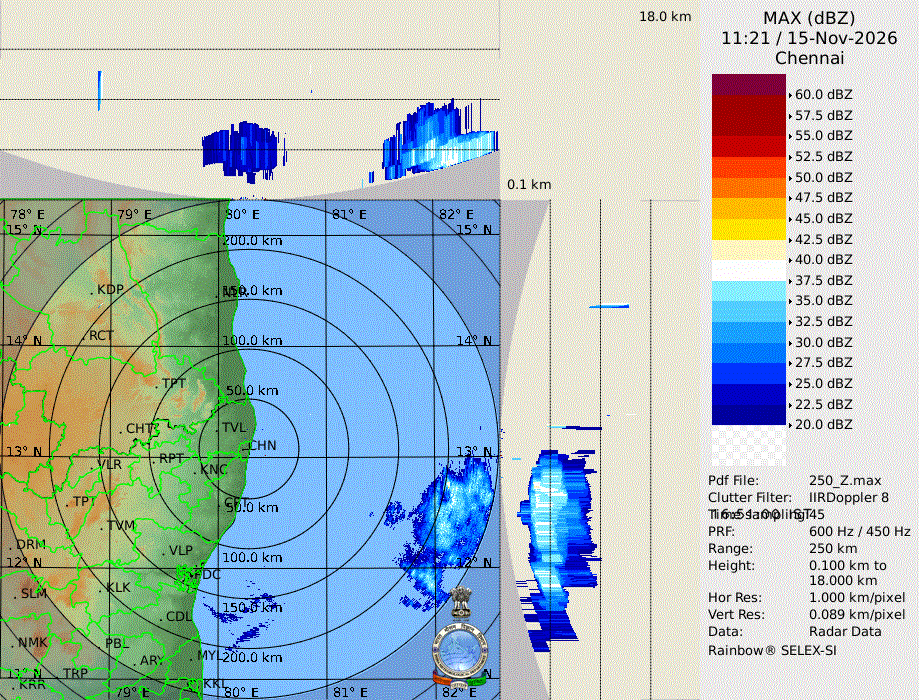 18.0 km
0.1 km
MAX (dBZ)
11:21 / 15-Nov-2026
Chennai
60.0 dBZ
57.5 dBZ
55.0 dBZ
52.5 dBZ
50.0 dBZ
47.5 dBZ
45.0 dBZ
42.5 dBZ
40.0 dBZ
37.5 dBZ
35.0 dBZ
32.5 dBZ
30.0 dBZ
27.5 dBZ
25.0 dBZ
22.5 dBZ
20.0 dBZ
Pdf File: 250_Z.max
Clutter Filter: IIRDoppler 8
PRF: 600 Hz / 450 Hz
Range: 250 km
Height: 0.100 km to
18.000 km
Hor Res: 1.000 km/pixel
Vert Res: 0.089 km/pixel
Data: Radar Data
Rainbow® SELEX-SI
78° E 79° E 80° E 81° E 82° E
15° N 15° N
200.0 km
KDP 150.0 km
RCT 100.0 km
14° N 14° N
TPT 50.0 km
CHT TVL
CHN
13° N 13° N
VLR RPT KNC
TPT 50.0 km
TVM
DRM VLP 100.0 km
12° N 12° N
PDC
SLM KLK 150.0 km
CDL
NMK PBL 200.0 km
ARY MYL
TRP
KRR KKL
79° E 80° E 81° E 82° E